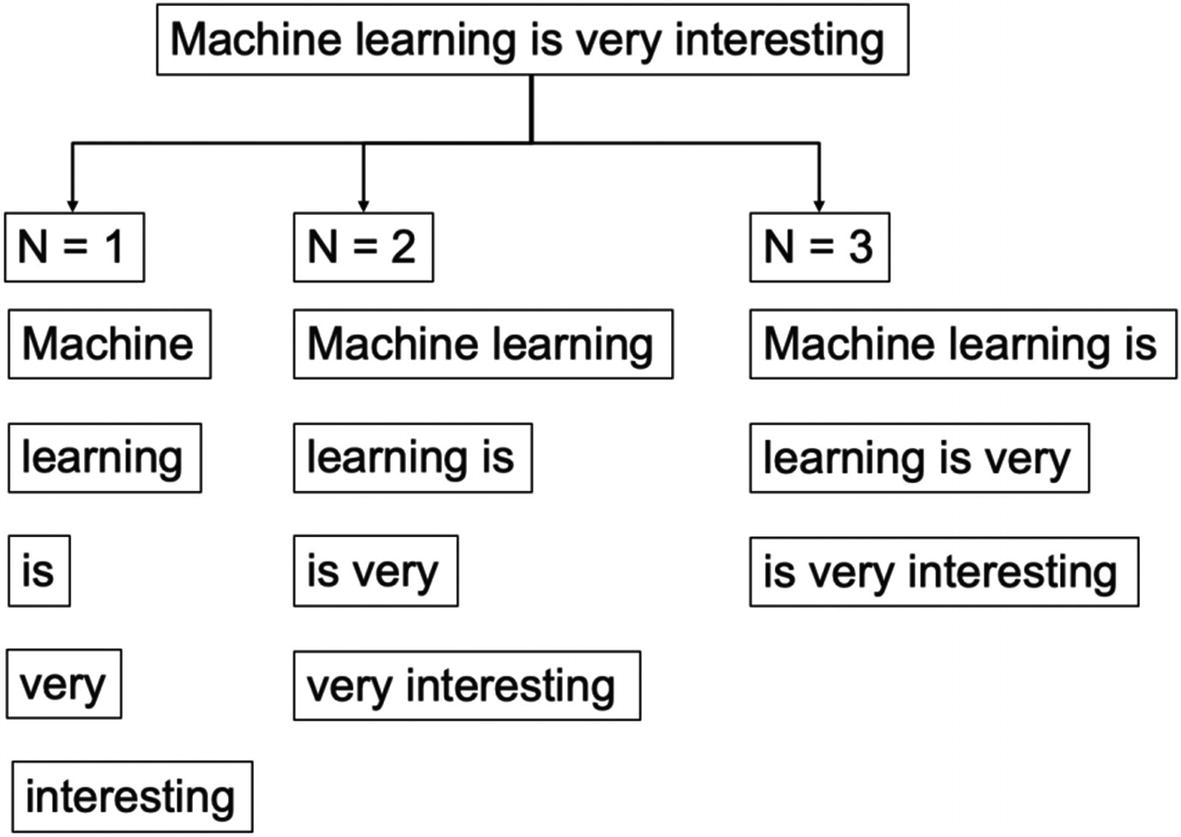 Machine learning is very interesting
N = 1
Machine
learning
is
very
interesting
N = 2
Machine learning
learning is
is very
very interesting
N = 3
Machine learning is
learning is very
is very interesting